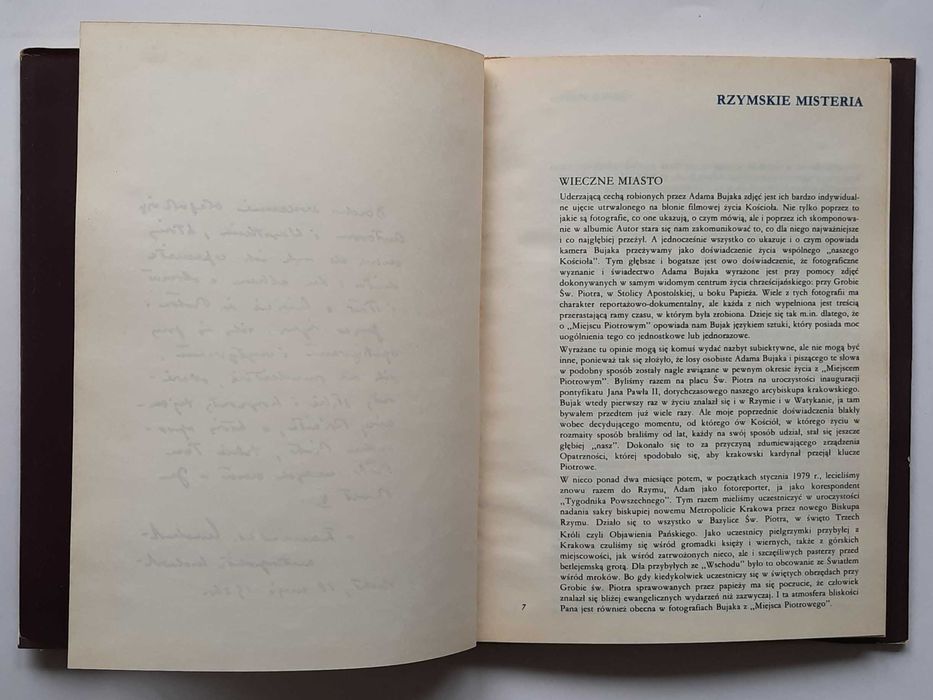 RZYMSKIE MISTERIA
WIECZNE MIASTO
Uderzającą cechą robionych przez Adama Bujaka zdjęć jest ich bardzo indywidual-
ne ujęcie utrwalonego na błonie filmowej życia Kościoła. Nie tylko poprzez to
jakie są fotografie, co one ukazują, o czym mówią, ale i poprzez ich skomponowa-
nie w albumie Autor stara się nam zakomunikować to, co dla niego najważniejsze
i co najgłębiej przeżył. A jednocześnie wszystko co ukazuje i o czym opowiada
kamera Bujaka przeżywamy jako doświadczenie życia wspólnego „naszego
Kościoła". Tym głębsze i bogatsze jest owo doświadczenie, że fotograficzne
wyznanie i świadectwo Adama Bujaka wyrażone jest przy pomocy zdjęć
dokonywanych w samym widomym centrum życia chrześcijańskiego: przy Grobie
Św. Piotra, w Stolicy Apostolskiej, u boku Papieża. Wiele z tych fotografii ma
charakter reportażowo-dokumentalny, ale każda z nich wypełniona jest treścią
przerastającą ramy czasu, w którym była zrobiona. Dzieje się tak m.in. dlatego, że
o „Miejscu Piotrowym" opowiada nam Bujak językiem sztuki, który posiada moc
uogólnienia tego co jednostkowe lub jednorazowe.
Wyrażane tu opinie mogą się komuś wydać nazbyt subiektywne, ale nie mogą być
inne, ponieważ tak się złożyło, że losy osobiste Adama Bujaka i piszącego te słowa
w podobny sposób zostały nagle związane w pewnym okresie życia z „Miejscem
Piotrowym". Byliśmy razem na placu Św. Piotra na uroczystości inauguracji
pontyfikatu Jana Pawła II, dotychczasowego naszego arcybiskupa krakowskiego.
Bujak wtedy pierwszy raz w życiu znalazł się i w Rzymie i w Watykanie, ja tam
bywałem przedtem już wiele razy. Ale moje poprzednie doświadczenia blakły
wobec decydującego momentu, od którego ów Kościół, w którego życiu w
rozmaity sposób braliśmy od lat, każdy na swój sposób udział, stał się jeszcze
głębiej „nasz". Dokonało się to za przyczyną zdumiewającego zrządzenia
Opatrzności, której spodobało się, aby krakowski kardynał przejął klucze
Piotrowe.
W nieco ponad dwa miesiące potem, w początkach stycznia 1979 r., lecieliśmy
znowu razem do Rzymu, Adam jako fotoreporter, ja jako korespondent
„Tygodnika Powszechnego". Tym razem mieliśmy uczestniczyć w uroczystości
nadania sakry biskupiej nowemu Metropolicie Krakowa przez nowego Biskupa
Rzymu. Działo się to wszystko w Bazylice Św. Piotra, w święto Trzech
Króli czyli Objawienia Pańskiego. Jako uczestnicy pielgrzymki przybyłej z
Krakowa czuliśmy się wśród gromadki księży i wiernych, także z górskich
miejscowości, jak wśród zatrwożonych nieco, ale i szczęśliwych pasterzy przed
betlejemską grotą. Dla przybyłych ze „Wschodu" było to obcowanie ze Światłem
wśród mroków. Bo gdy kiedykolwiek uczestniczy się w świętych obrzędach przy
Grobie Św. Piotra sprawowanych przez papieży ma się poczucie, że człowiek
znalazł się bliżej ewangelicznych wydarzeń niż zazwyczaj. I ta atmosfera bliskości
Pana jest również obecna w fotografiach Bujaka z „Miejsca Piotrowego".
7